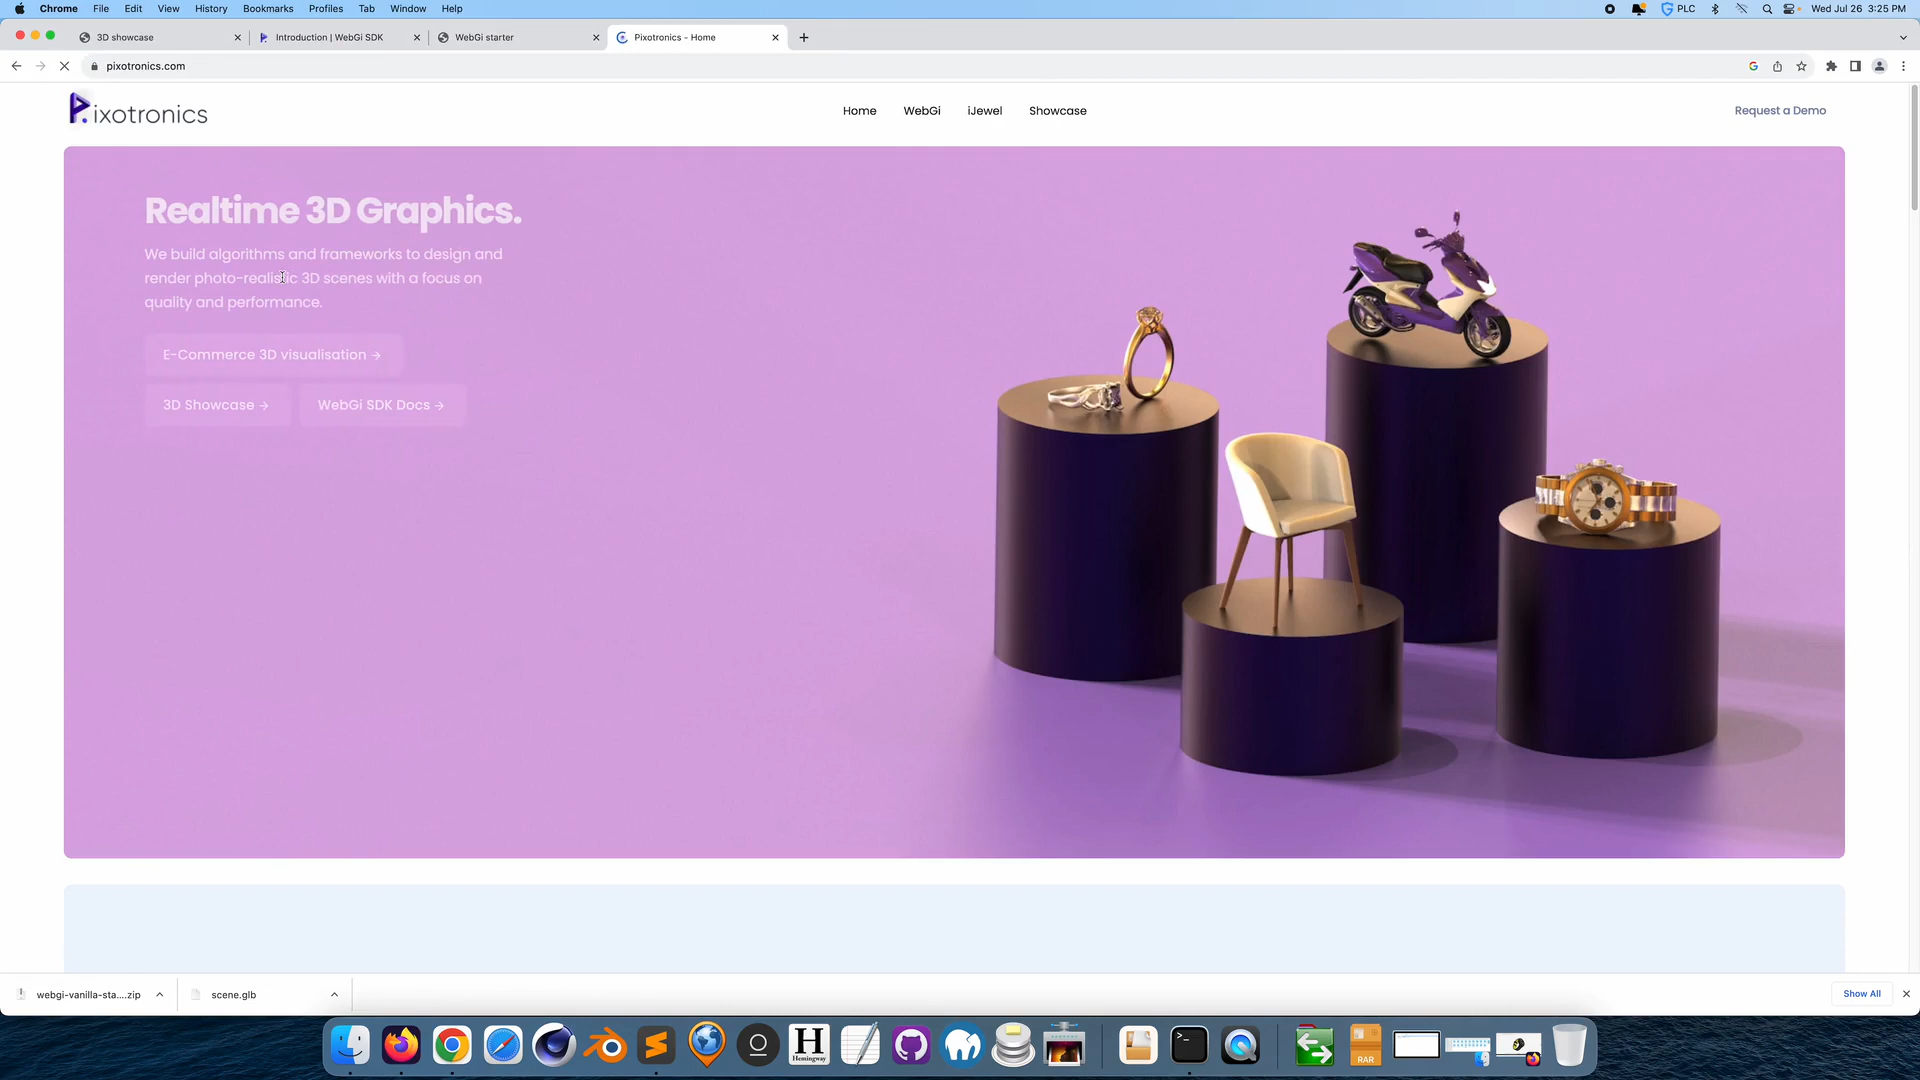 Chrome File Edit View History Bookmarks Profiles Tab Window Help PLC Wed Jul 26 3:25 PM
3D showcase Introduction | WebGi SDK WebGi starter Pixotronics - Home
pixotronics.com
Pixotronics Home WebGi iJewel Showcase Request a Demo
Realtime 3D Graphics.
We build algorithms and frameworks to design and
render photo-realistic 3D scenes with a focus on
quality and performance.
E-Commerce 3D visualisation →
3D Showcase → WebGi SDK Docs →
webgi-vanilla-sta....zip scene.glb Show All
H
Hemingway
RAR